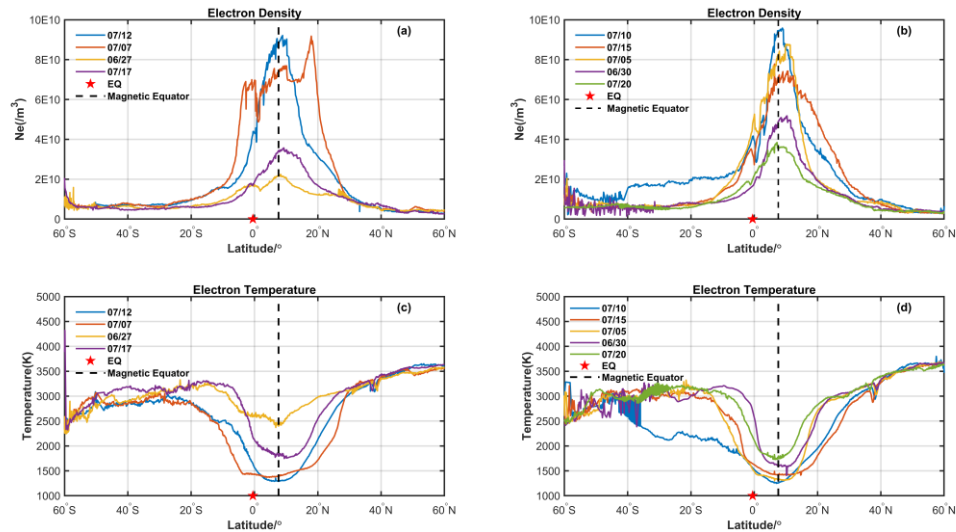 Electron Density
10E10
8E10
6E10
4E10
2E10
0
Ne(/m³)
07/12
07/07
06/27
07/17
EQ
Magnetic Equator
(a)
60°S 40°S 20°S 0° 20°N 40°N 60°N
Latitude/°
Electron Density
10E10
8E10
6E10
4E10
2E10
0
Ne(/m³)
07/10
07/15
07/05
06/30
07/20
EQ
Magnetic Equator
(b)
60°S 40°S 20°S 0° 20°N 40°N 60°N
Latitude/°
Electron Temperature
5000
4500
4000
3500
3000
2500
2000
1500
1000
Temperature(K)
07/12
07/07
06/27
07/17
EQ
Magnetic Equator
(c)
60°S 40°S 20°S 0° 20°N 40°N 60°N
Latitude/°
Electron Temperature
5000
4500
4000
3500
3000
2500
2000
1500
1000
Temperature(K)
07/10
07/15
07/05
06/30
07/20
EQ
Magnetic Equator
(d)
60°S 40°S 20°S 0° 20°N 40°N 60°N
Latitude/°